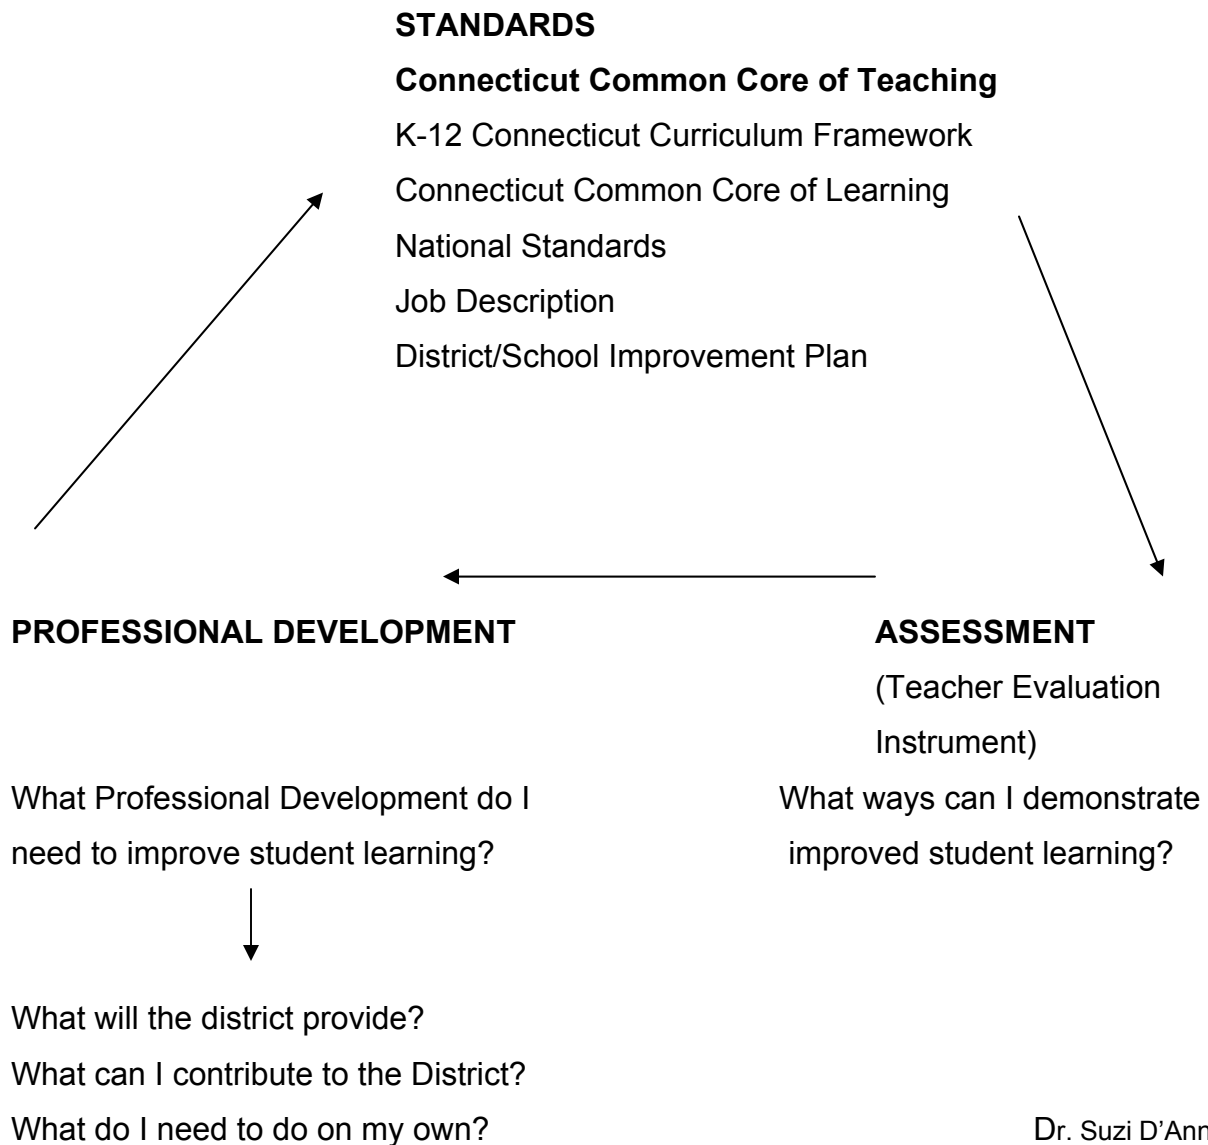 STANDARDS
Connecticut Common Core of Teaching
K-12 Connecticut Curriculum Framework
Connecticut Common Core of Learning
National Standards
Job Description
District/School Improvement Plan
PROFESSIONAL DEVELOPMENT
ASSESSMENT
(Teacher Evaluation
Instrument)
What Professional Development do I
need to improve student learning?
What ways can I demonstrate
improved student learning?
What will the district provide?
What can I contribute to the District?
What do I need to do on my own?
Dr. Suzi D’Ann